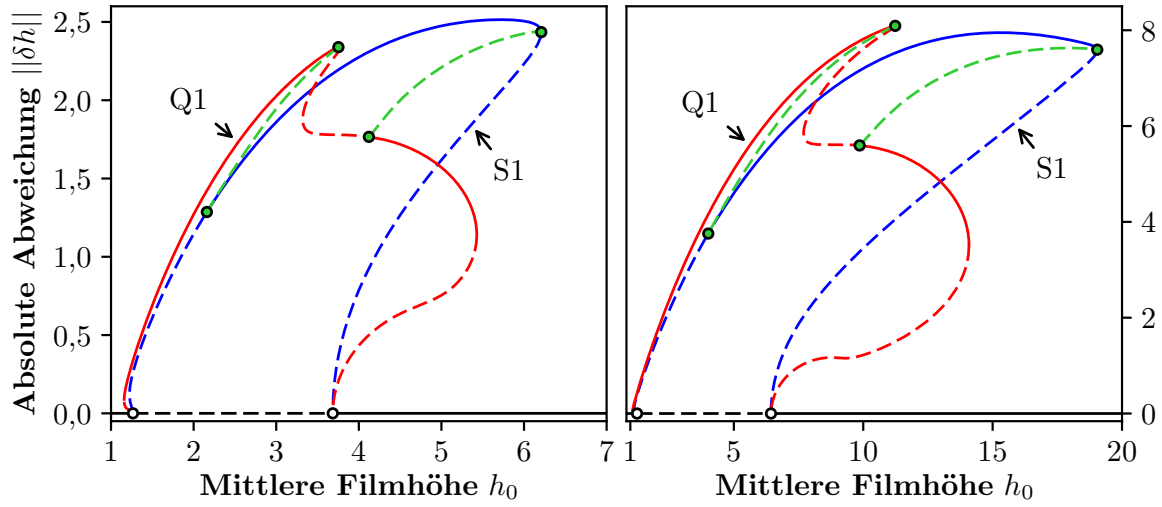 Absolute Abweichung ||δh||
2,5
2,0
1,5
1,0
0,5
0,0
Q1
S1
1 2 3 4 5 6 7
Mittlere Filmhöhe h₀
Q1
S1
8
6
4
2
0
1 5 10 15 20
Mittlere Filmhöhe h₀